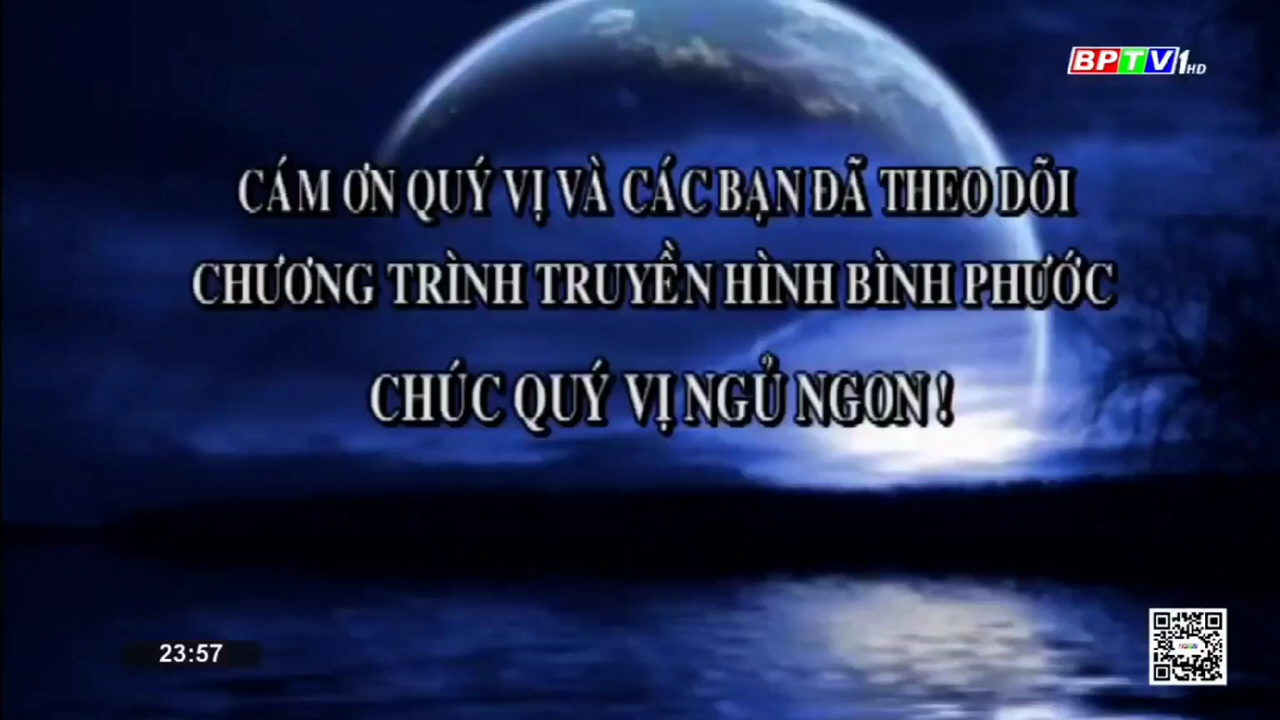 BPTV1HD
CÁM ƠN QUÝ VỊ VÀ CÁC BẠN ĐÃ THEO DÕI
CHƯƠNG TRÌNH TRUYỀN HÌNH BÌNH PHƯỚC
CHÚC QUÝ VỊ NGỦ NGON !
23:57